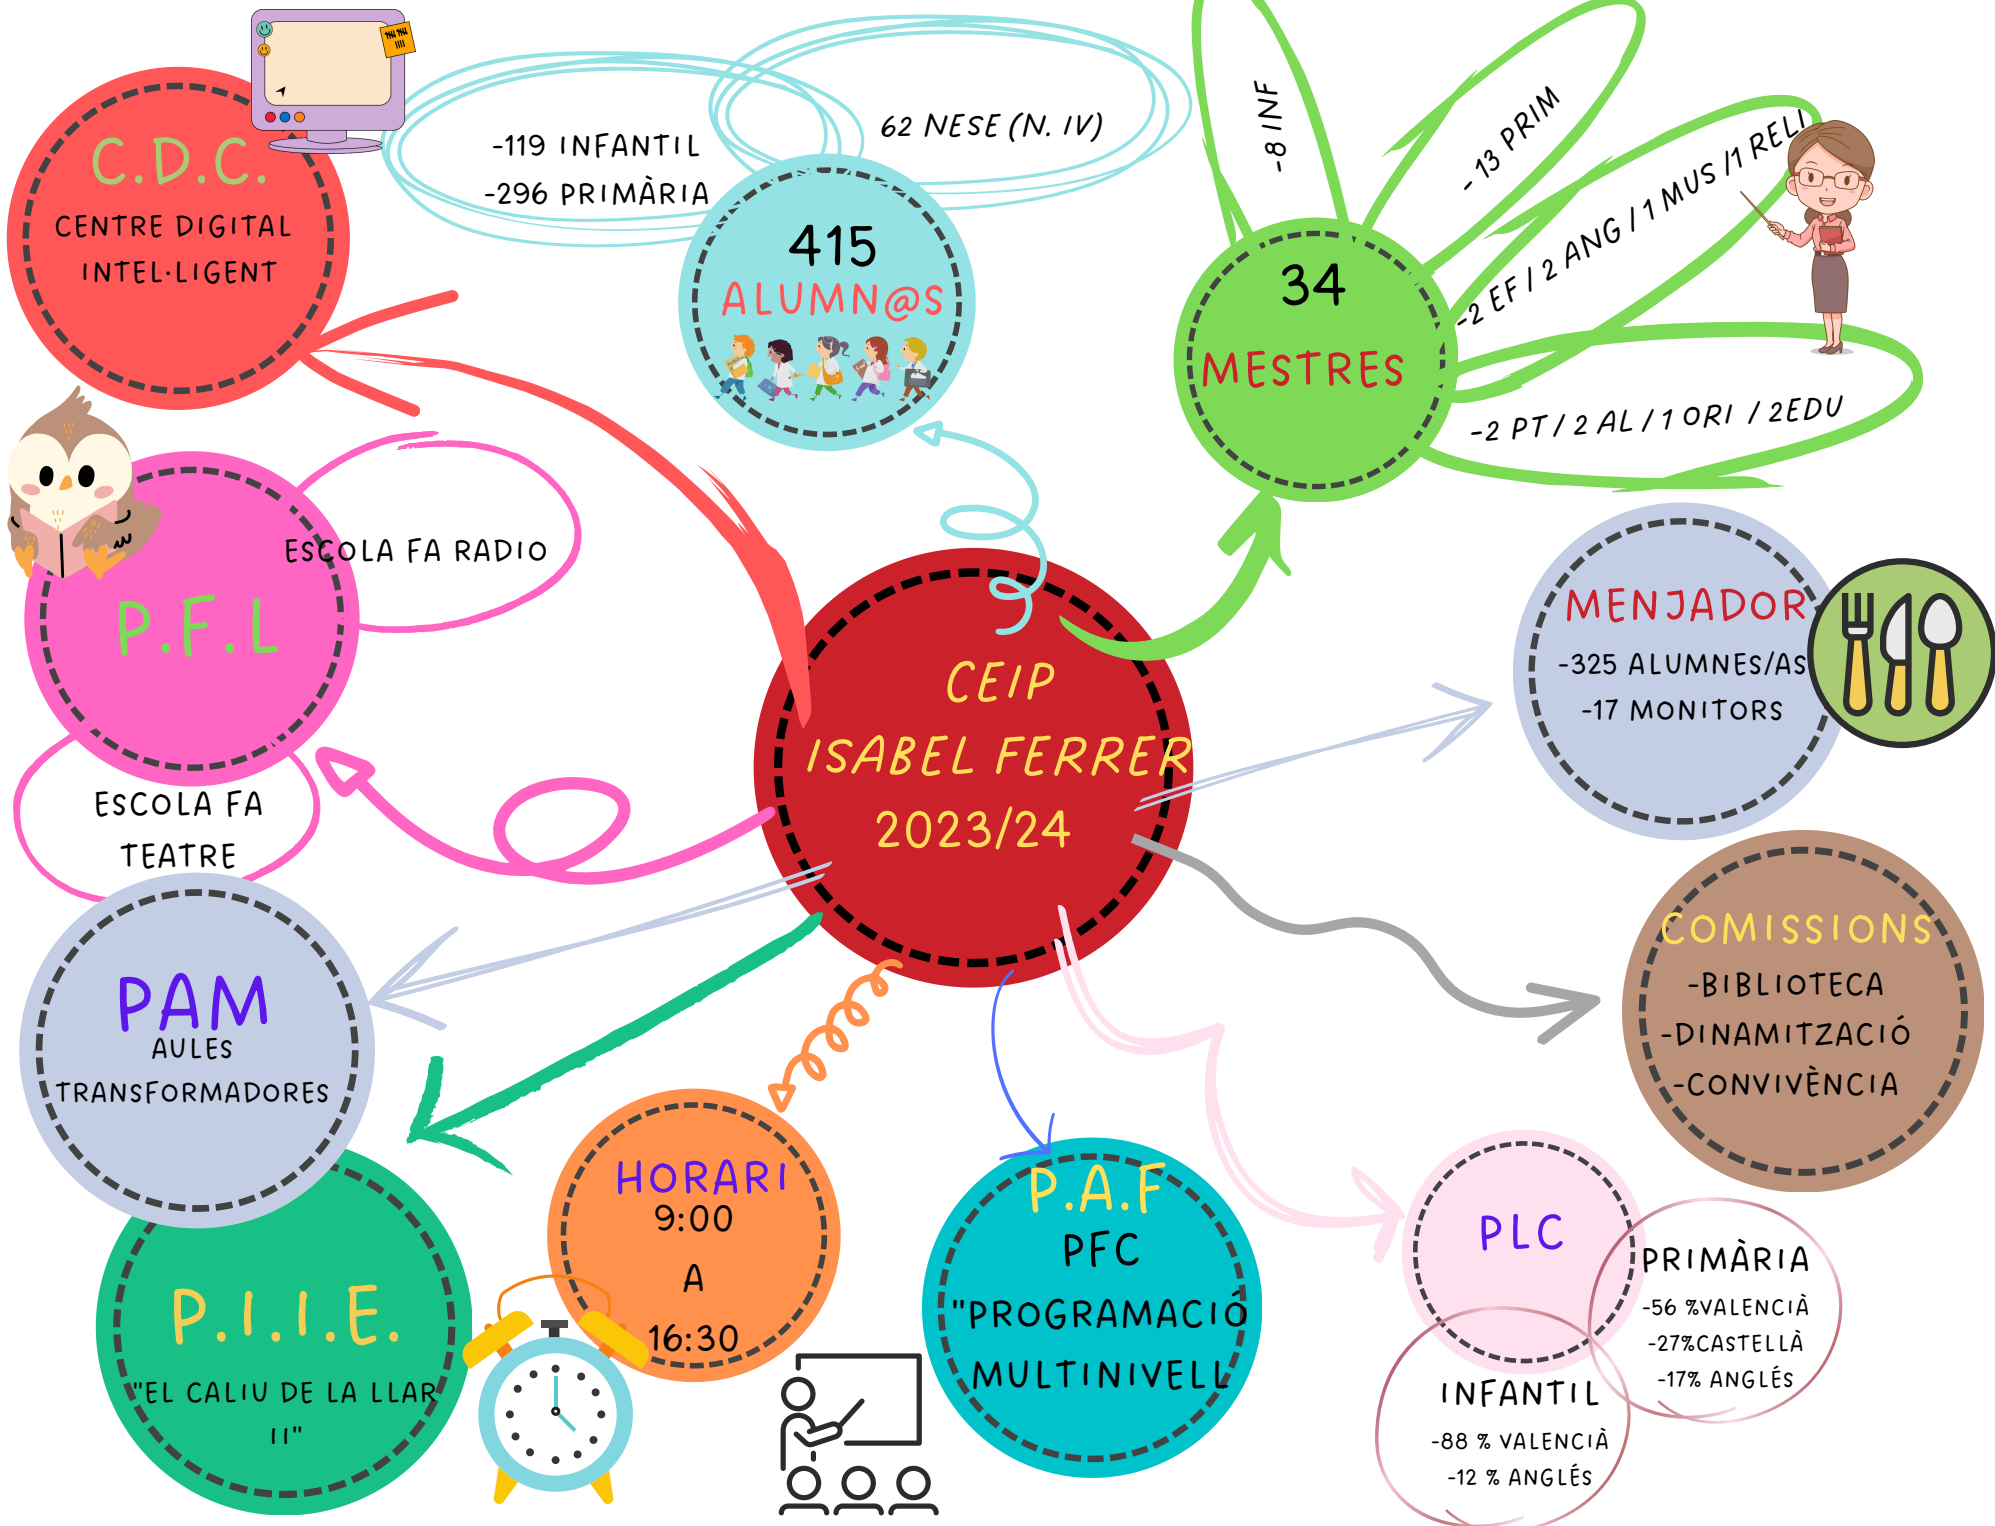 C.D.C.
CENTRE DIGITAL
INTEL·LIGENT
-119 INFANTIL
-296 PRIMÀRIA
62 NESE (N. IV)
415
ALUMN@S
-8 INF
- 13 PRIM
-2 EF / 2 ANG / 1 MUS /1 RELI
-2 PT / 2 AL / 1 ORI / 2EDU
34
MESTRES
ESCOLA FA RADIO
P.F.L
ESCOLA FA
TEATRE
CEIP
ISABEL FERRER
2023/24
MENJADOR
-325 ALUMNES/AS
-17 MONITORS
COMISSIONS
-BIBLIOTECA
-DINAMITZACIÓ
-CONVIVÈNCIA
PAM
AULES
TRANSFORMADORES
P.I.I.E.
"EL CALIU DE LA LLAR
II"
HORARI
9:00
A
16:30
P.A.F
PFC
"PROGRAMACIÓ
MULTINIVELL
PLC
PRIMÀRIA
-56 %VALENCIÀ
-27%CASTELLÀ
-17% ANGLÉS
INFANTIL
-88 % VALENCIÀ
-12 % ANGLÉS